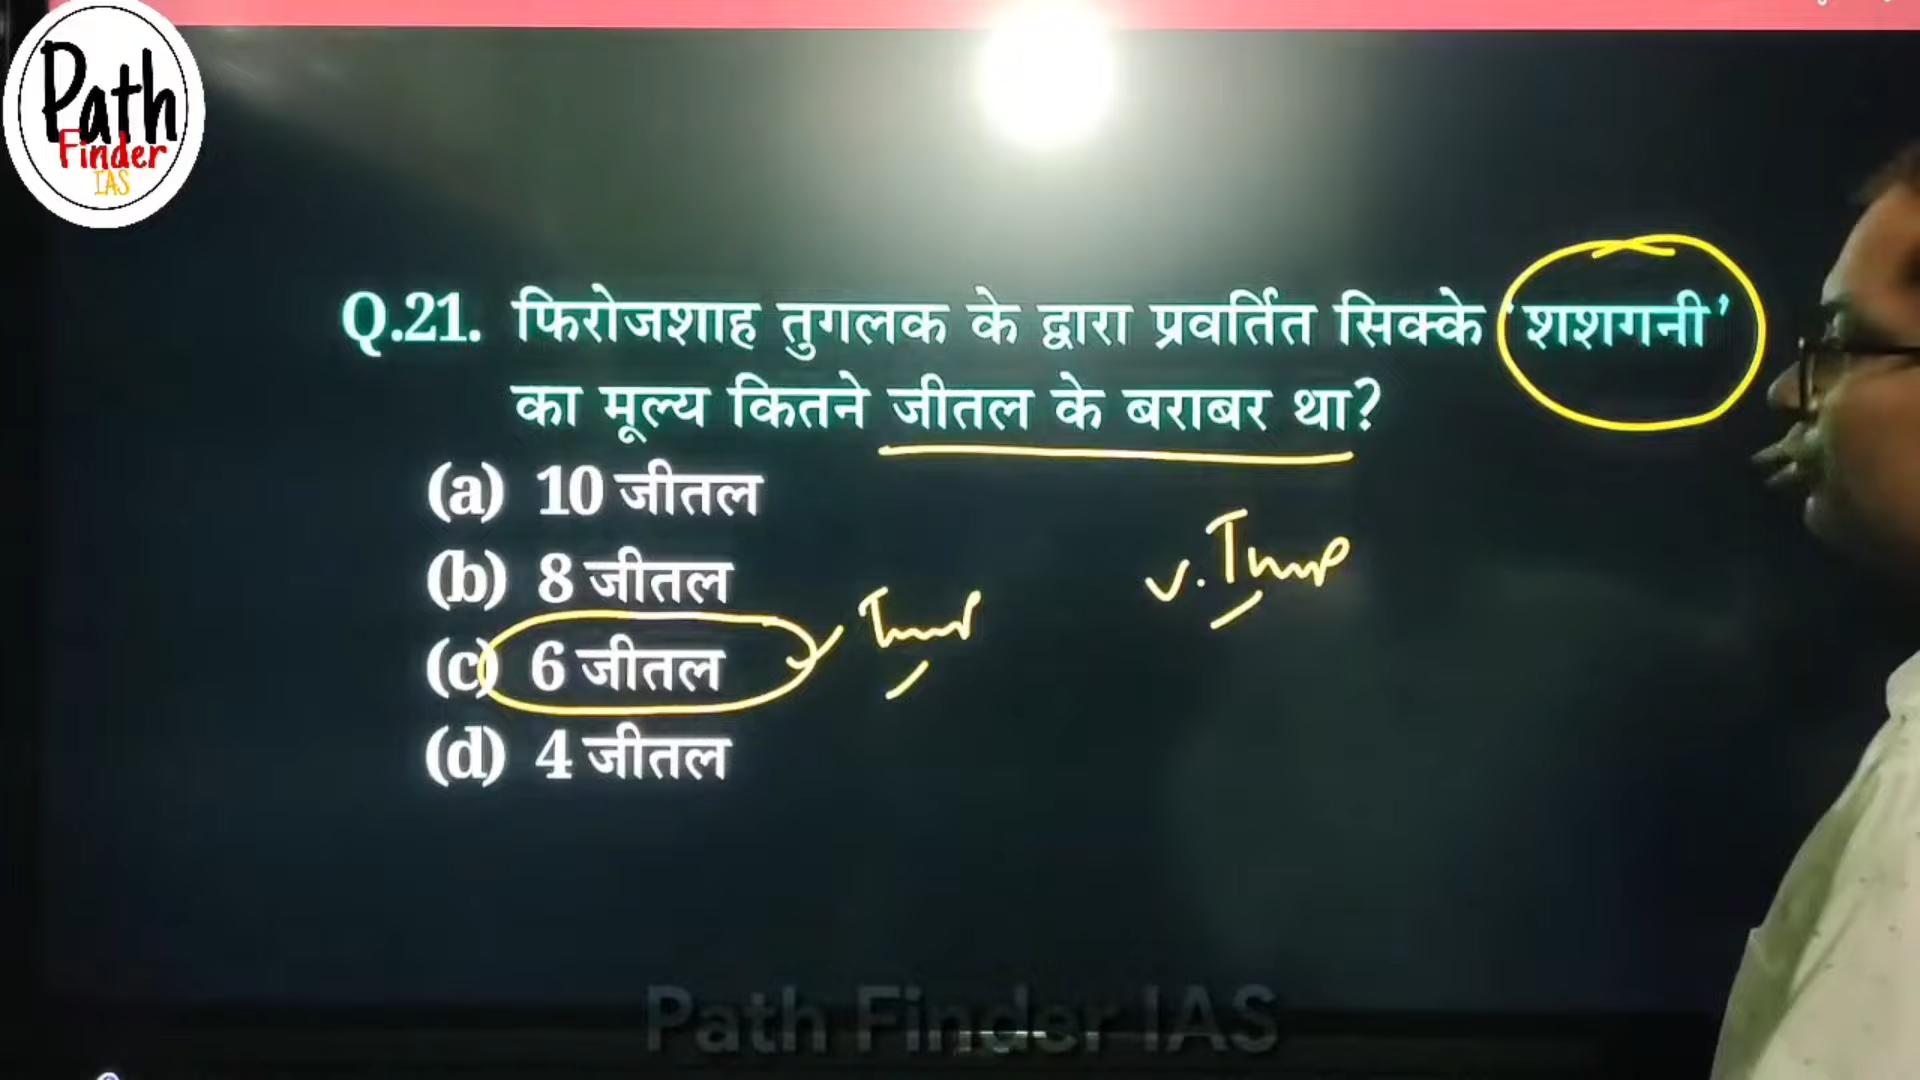 Path
Finder
IAS
Q.21. फिरोजशाह तुगलक के द्वारा प्रवर्तित सिक्के 'शशगनी'
का मूल्य कितने जीतल के बराबर था?
(a) 10 जीतल
(b) 8 जीतल
(c) 6 जीतल
(d) 4 जीतल
v. Imp
Imp
Path Finder IAS